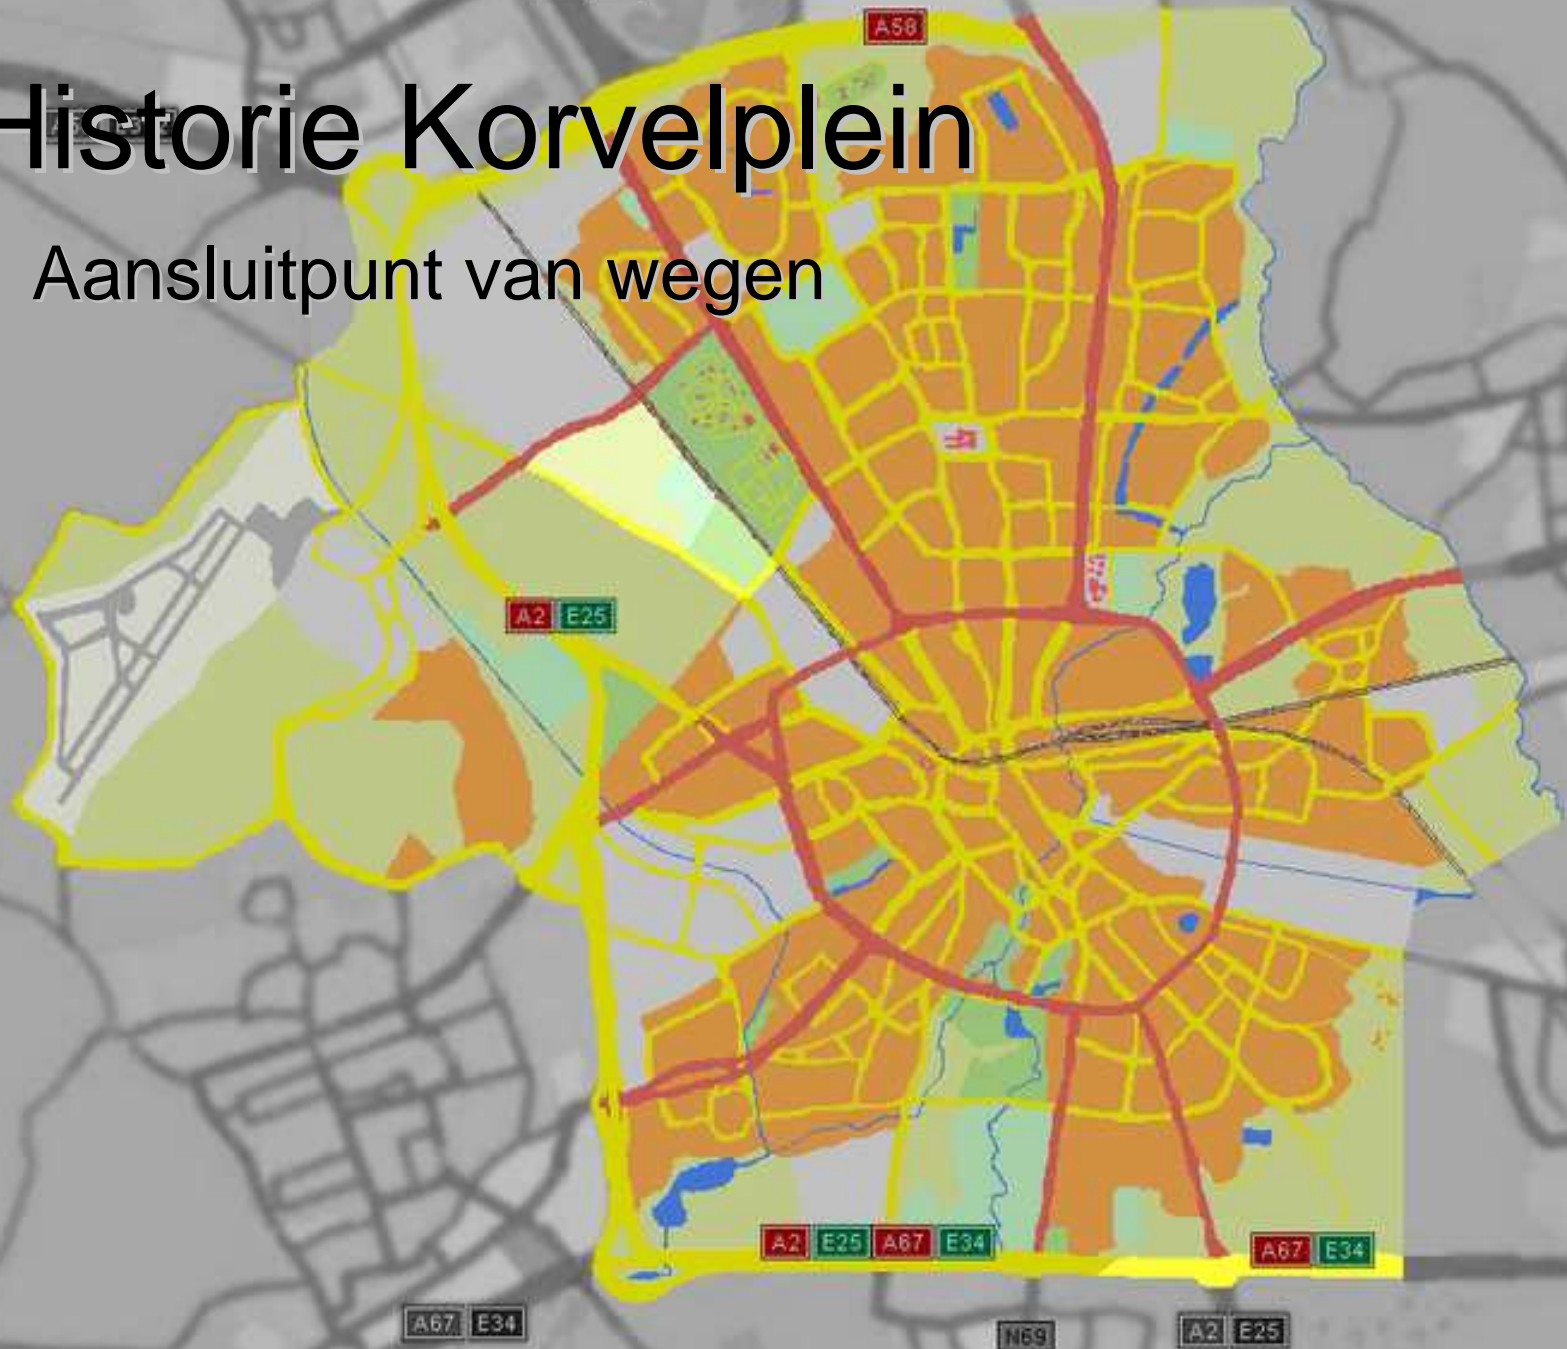 A58
Historie Korvelplein
Aansluitpunt van wegen
A2 E25
A2 E25 A67 E34
A67 E34
A67 E34
N69
A2 E25